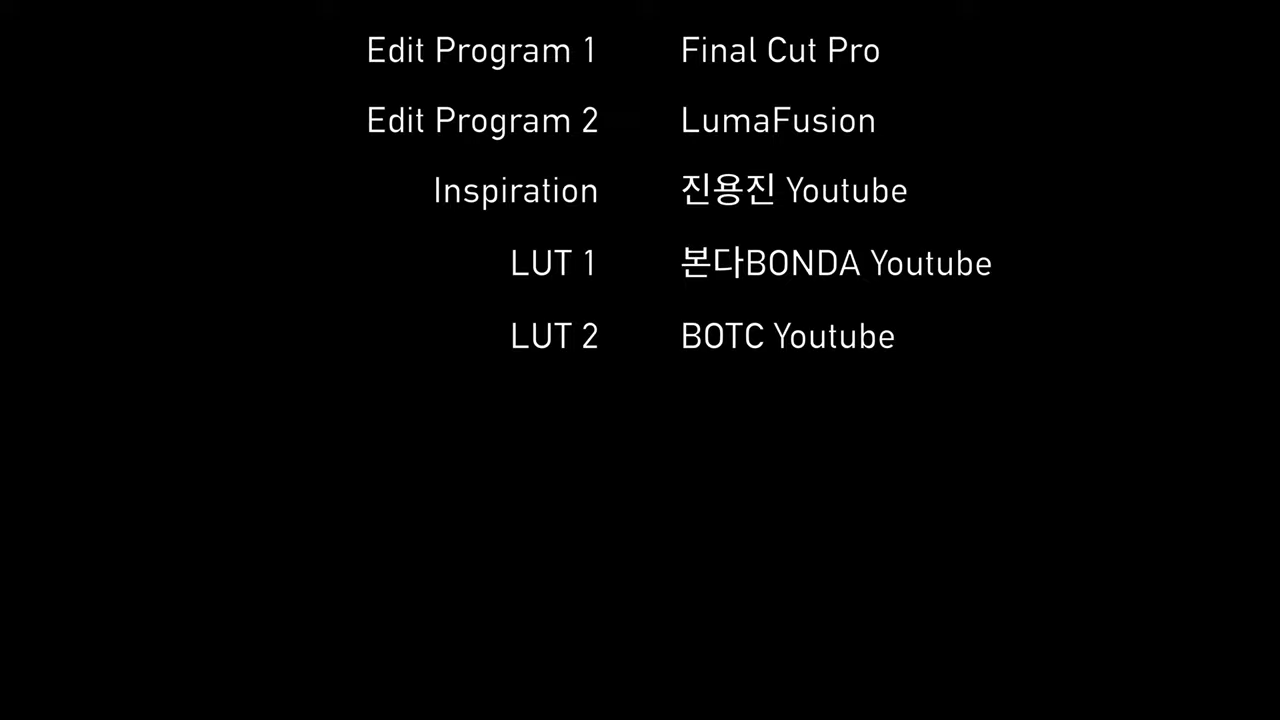 Edit Program 1 Final Cut Pro
Edit Program 2 LumaFusion
Inspiration 진용진 Youtube
LUT 1 본다BONDA Youtube
LUT 2 BOTC Youtube